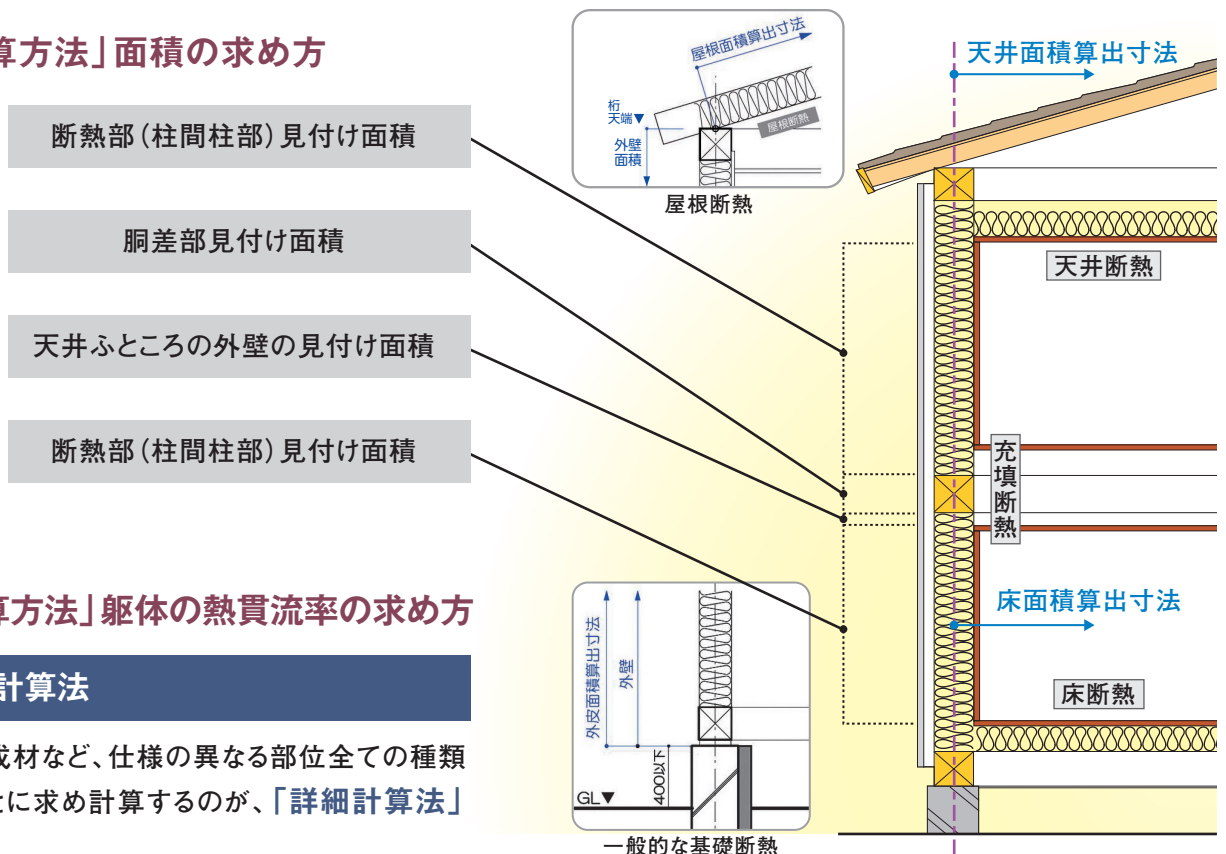 算方法」面積の求め方
断熱部(柱間柱部)見付け面積
胴差部見付け面積
天井ふところの外壁の見付け面積
断熱部(柱間柱部)見付け面積
算方法」躯体の熱貫流率の求め方
計算法
成材など、仕様の異なる部位全ての種類
とに求め計算するのが、「詳細計算法」
屋根面積算出寸法
桁
天端▼
外壁
面積
屋根断熱
屋根断熱
天井面積算出寸法
天井断熱
充填断熱
床面積算出寸法
床断熱
外皮面積算出寸法
外壁
400以下
GL▼
一般的な基礎断熱